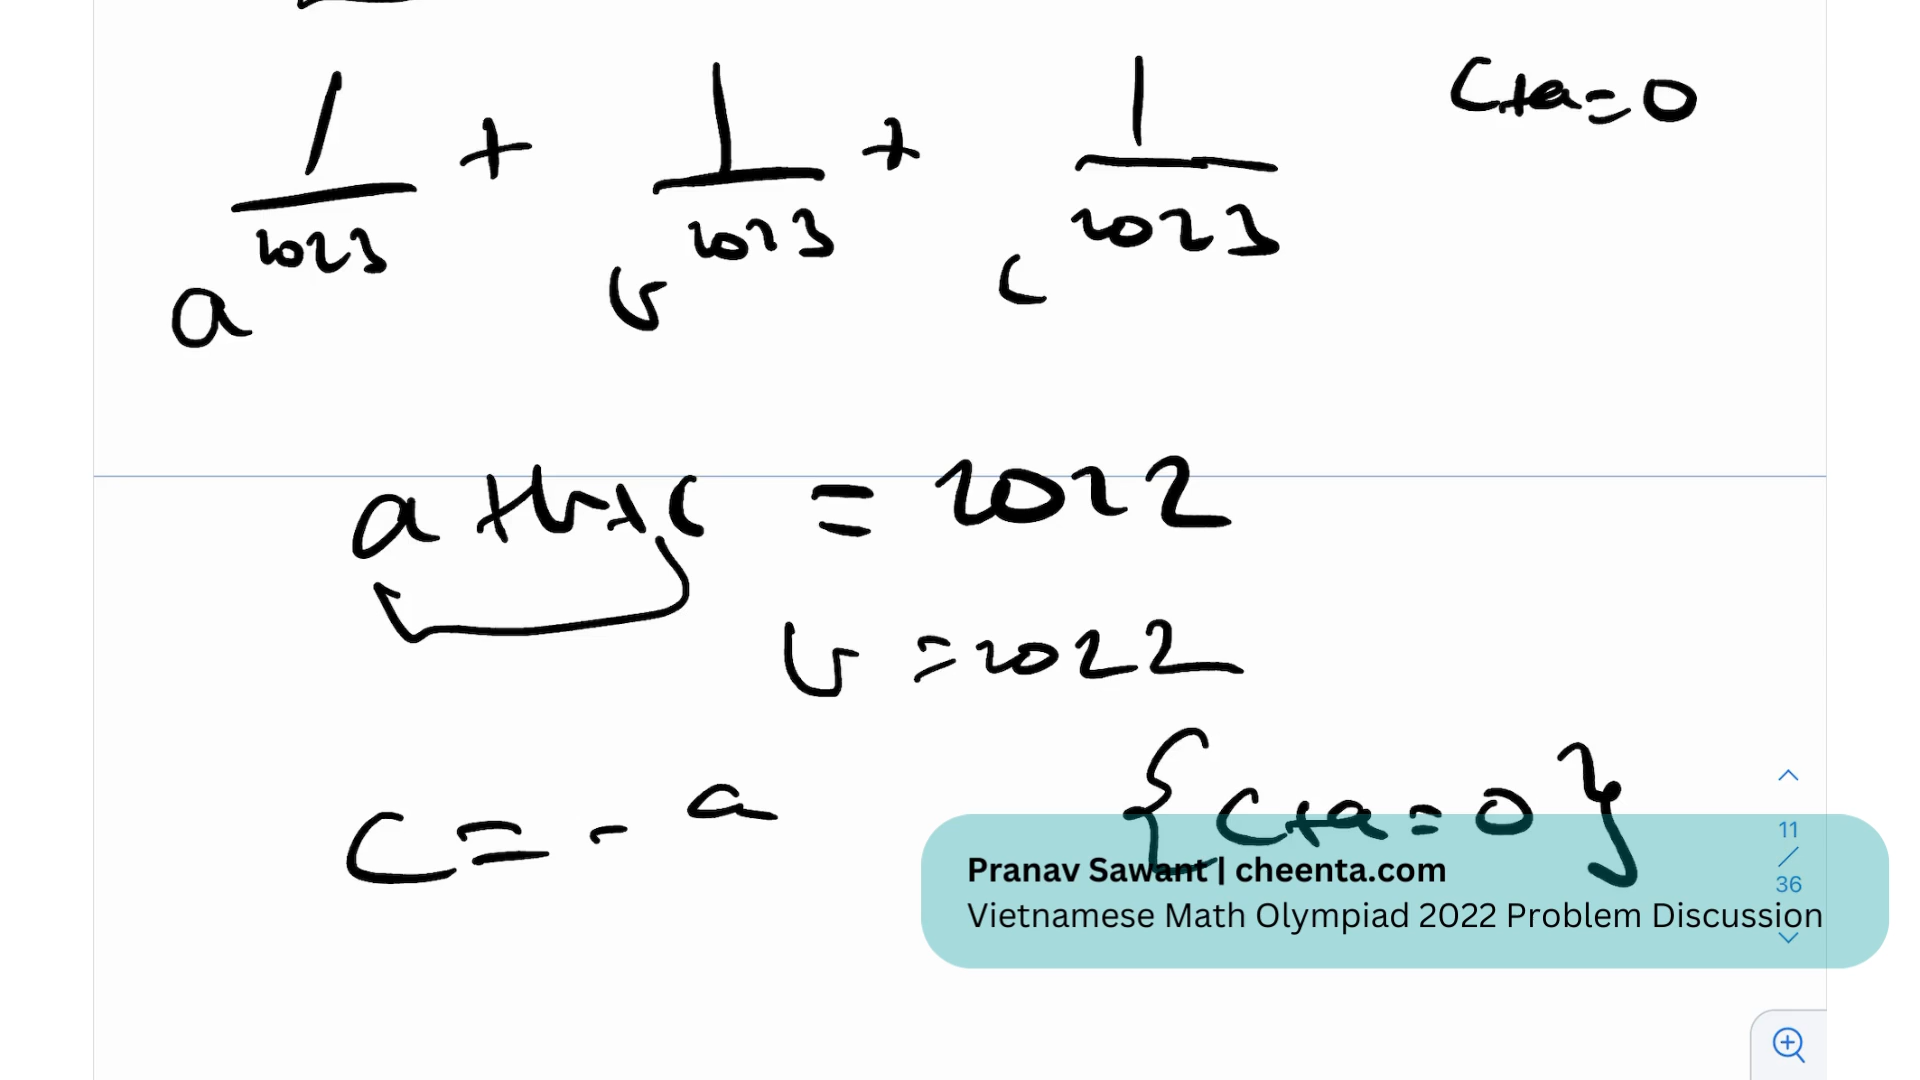 1/a^2023 + 1/b^2023 + 1/c^2023
c+a=0
a+b+c = 2022
b = 2022
c = -a {c+a=0}
11
/
36
Pranav Sawant | cheenta.com
Vietnamese Math Olympiad 2022 Problem Discussion